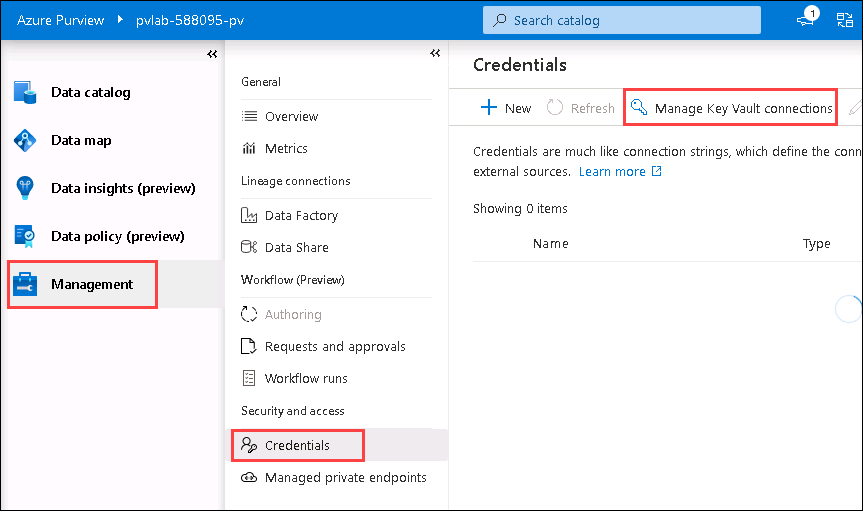 Azure Purview
pvlab-588095-pv
Search catalog
1
Data catalog
Data map
Data insights (preview)
Data policy (preview)
Management
General
Overview
Metrics
Lineage connections
Data Factory
Data Share
Workflow (Preview)
Authoring
Requests and approvals
Workflow runs
Security and access
Credentials
Managed private endpoints
Credentials
New
Refresh
Manage Key Vault connections
Credentials are much like connection strings, which define the conn
external sources. Learn more
Showing 0 items
Name
Type